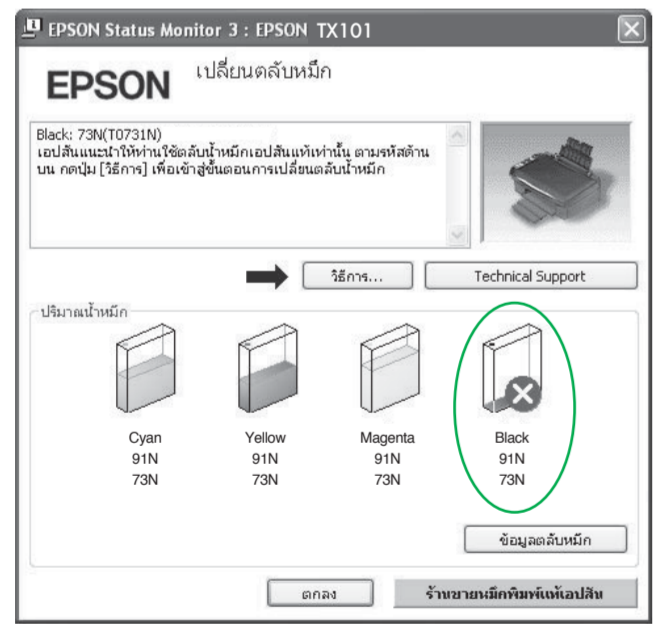 EPSON Status Monitor 3 : EPSON TX101
EPSON
เปลี่ยนตลับหมึก
Black: 73N(T0731N)
เอปสันแนะนำให้ท่านใช้ตลับน้ำหมึกเอปสันแท้เท่านั้น ตามรหัสด้าน
บน กดปุ่ม [วิธีการ] เพื่อเข้าสู่ขั้นตอนการเปลี่ยนตลับน้ำหมึก
วิธีการ...
Technical Support
ปริมาณน้ำหมึก
Cyan Yellow Magenta Black
91N 91N 91N 91N
73N 73N 73N 73N
ข้อมูลตลับหมึก
ตกลง
ร้านขายหมึกพิมพ์แท้เอปสัน